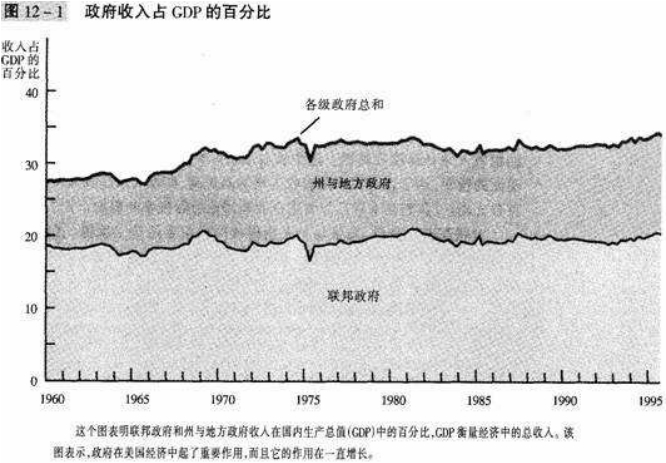 图 12-1 政府收入占 GDP 的百分比
收入占
GDP 的
百分比
40
各级政府总和
30
州与地方政府
20
联邦政府
10
0
1960 1965 1970 1975 1980 1985 1990 1995
这个图表明联邦政府和州与地方政府收入在国内生产总值(GDP)中的百分比,GDP 衡量经济中的总收入。该
图表示,政府在美国经济中起了重要作用,而且它的作用在一直增长。